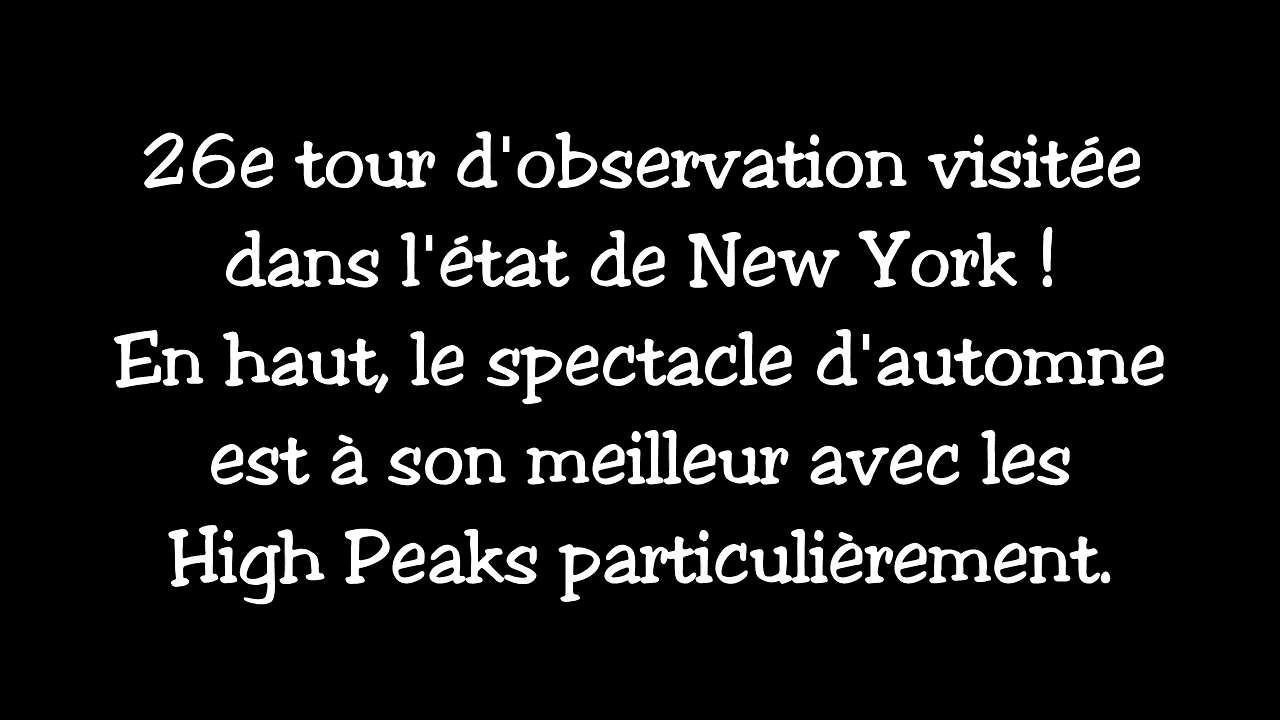 26e tour d'observation visitée
dans l'état de New York !
En haut, le spectacle d'automne
est à son meilleur avec les
High Peaks particulièrement.